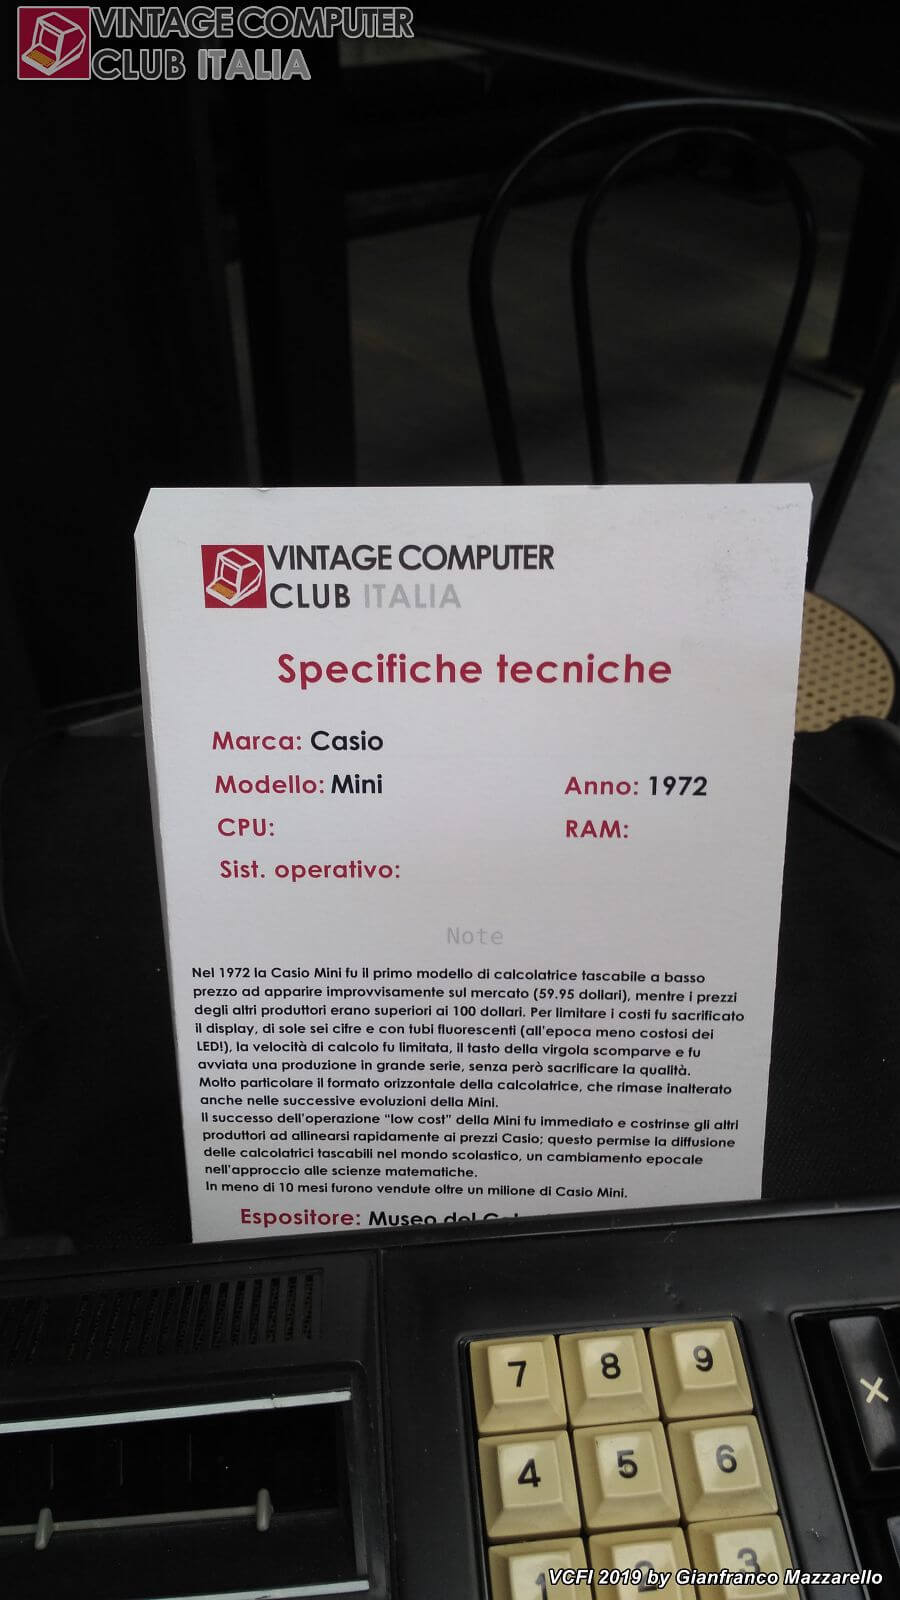 VINTAGE COMPUTER
CLUB ITALIA
VINTAGE COMPUTER
CLUB ITALIA
Specifiche tecniche
Marca: Casio
Modello: Mini Anno: 1972
CPU: RAM:
Sist. operativo:
Note
Nel 1972 la Casio Mini fu il primo modello di calcolatrice tascabile a basso
prezzo ad apparire improvvisamente sul mercato (59.95 dollari), mentre i prezzi
degli altri produttori erano superiori ai 100 dollari. Per limitare i costi fu sacrificato
il display, di sole sei cifre e con tubi fluorescenti (all'epoca meno costosi dei
LED!), la velocità di calcolo fu limitata, il tasto della virgola scomparve e fu
avviata una produzione in grande serie, senza però sacrificare la qualità.
Molto particolare il formato orizzontale della calcolatrice, che rimase inalterato
anche nelle successive evoluzioni della Mini.
Il successo dell'operazione "low cost" della Mini fu immediato e costrinse gli altri
produttori ad allinearsi rapidamente ai prezzi Casio; questo permise la diffusione
delle calcolatrici tascabili nel mondo scolastico, un cambiamento epocale
nell'approccio alle scienze matematiche.
In meno di 10 mesi furono vendute oltre un milione di Casio Mini.
Espositore: Museo del
7 8 9
×
4 5 6
1 2 3
VCFI 2019 by Gianfranco Mazzarello